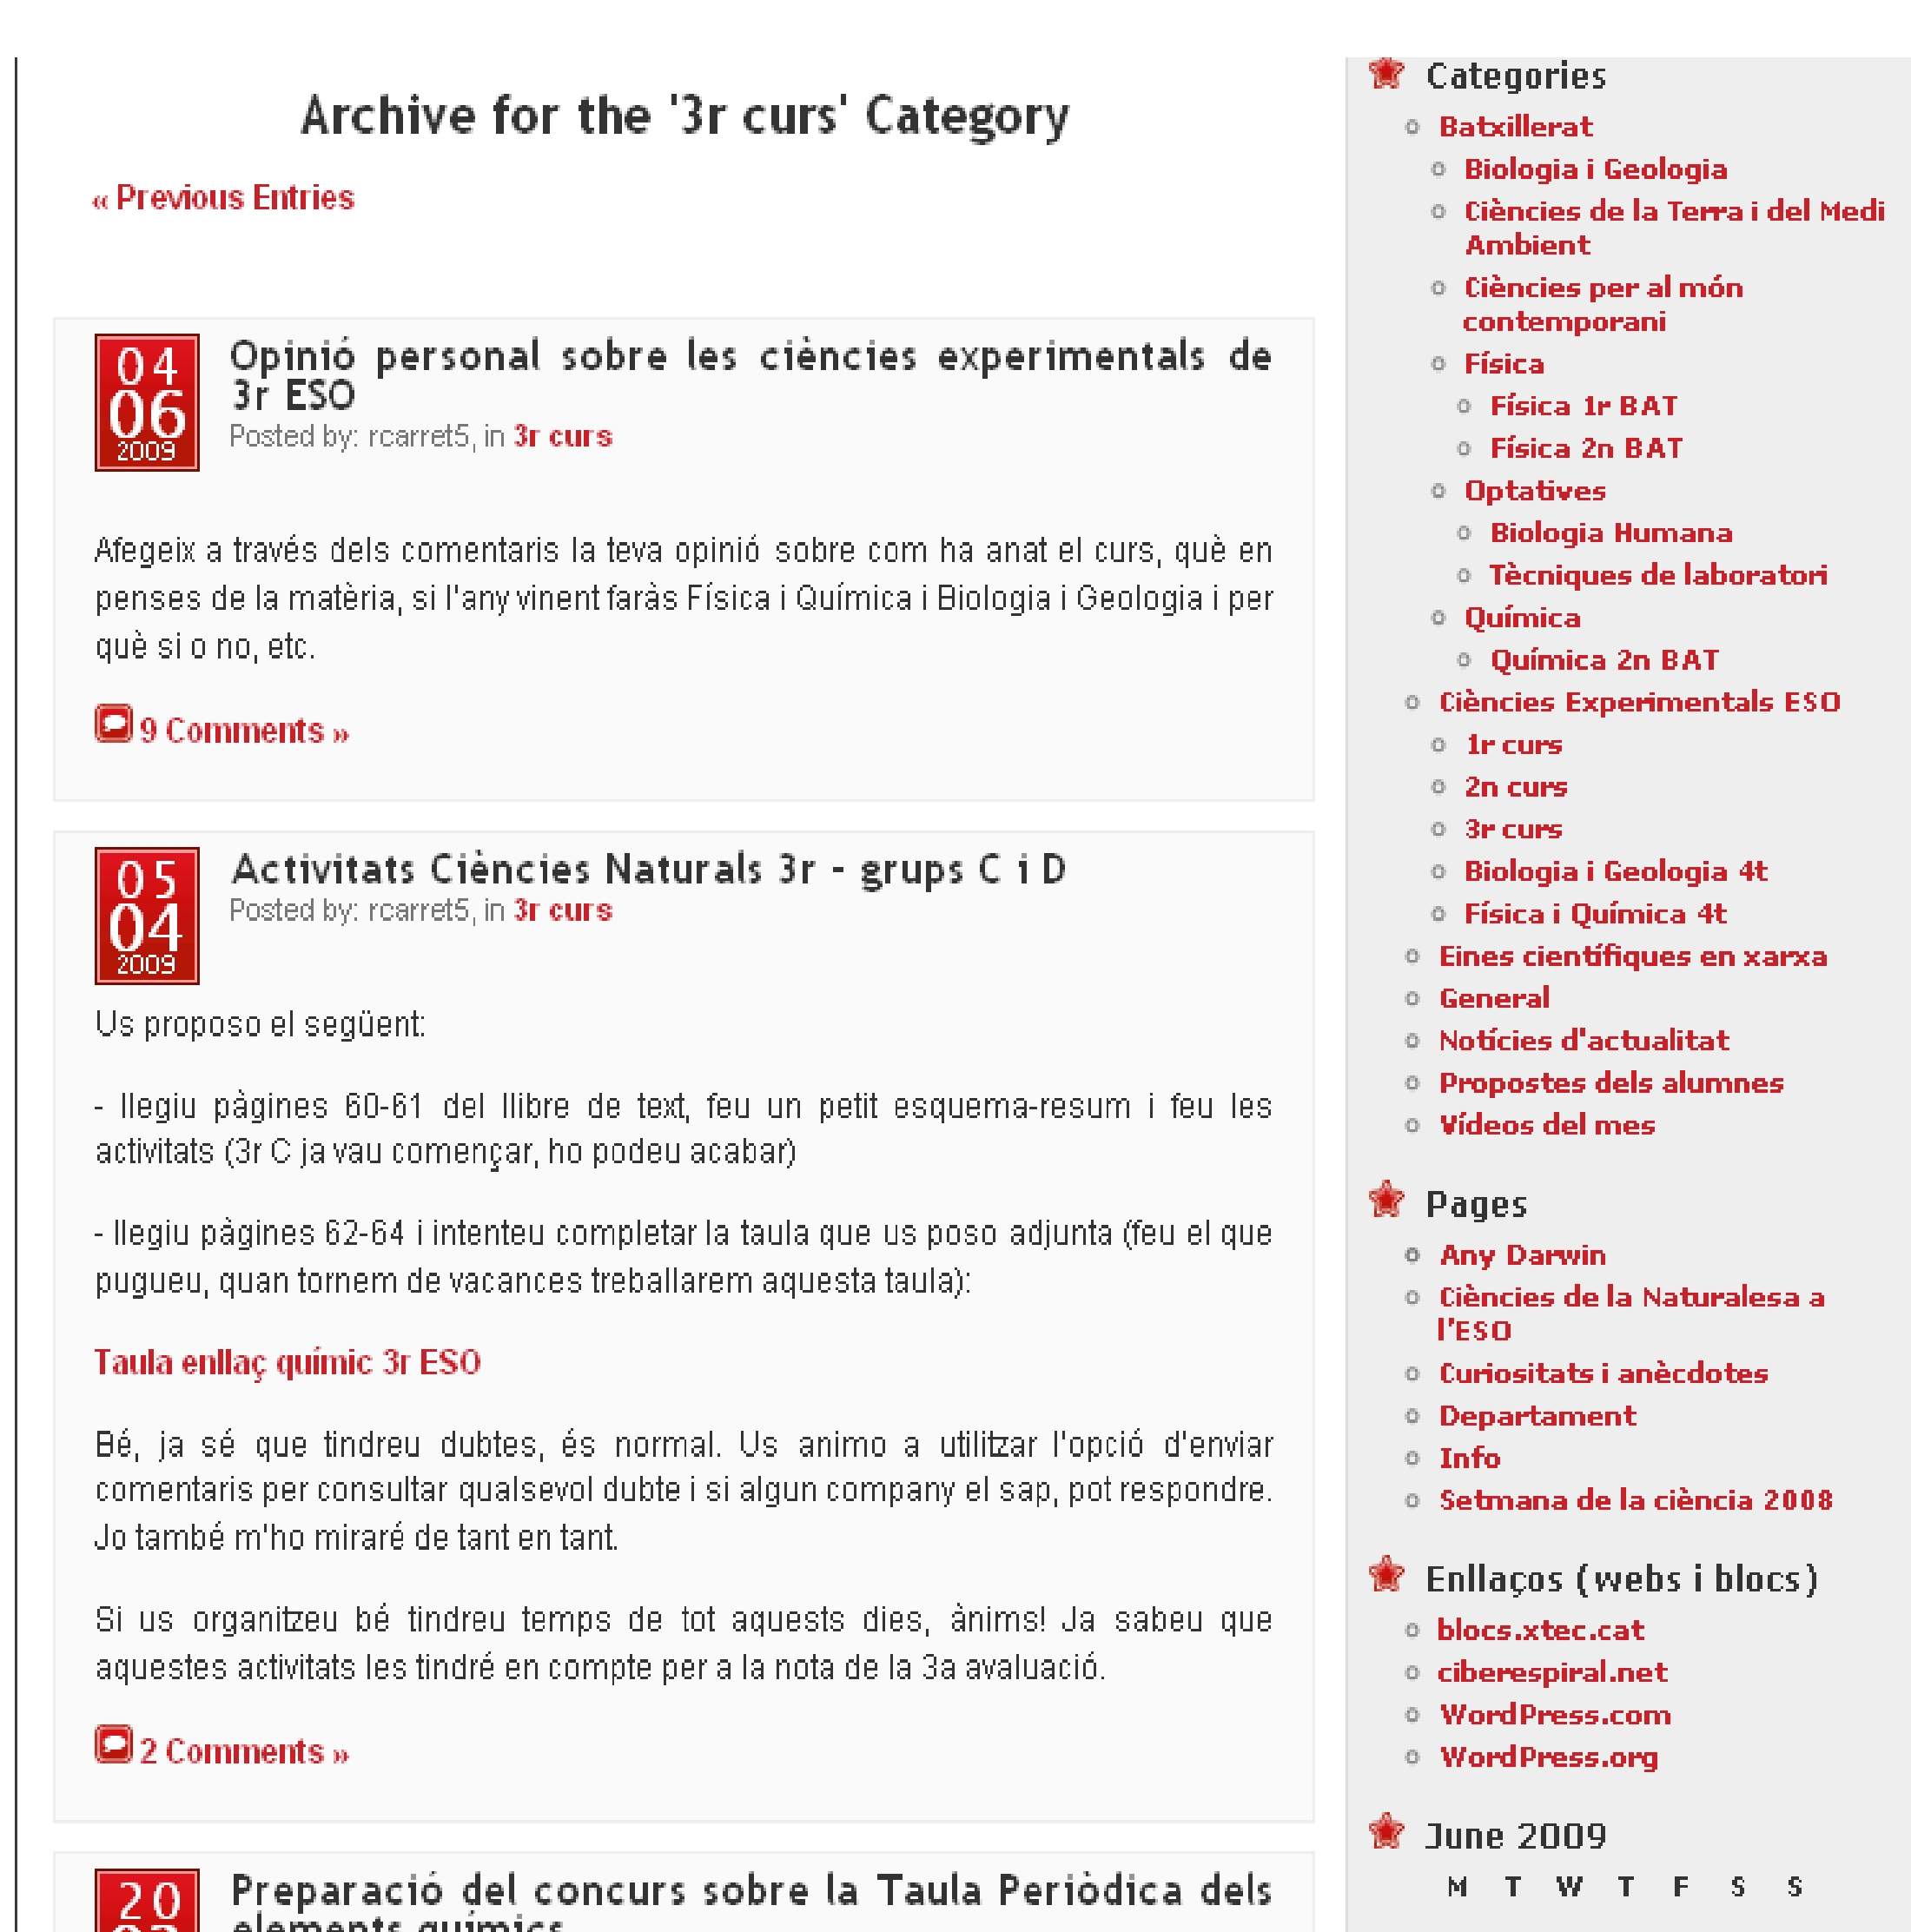 Archive for the '3r curs' Category
« Previous Entries
04
06
2009
Opinió personal sobre les ciències experimentals de
3r ESO
Posted by: rcarret5, in 3r curs
Afegeix a través dels comentaris la teva opinió sobre com ha anat el curs, què en
penses de la matèria, si l'any vinent faràs Física i Química i Biologia i Geologia i per
què si o no, etc.
9 Comments »
05
04
2009
Activitats Ciències Naturals 3r - grups C i D
Posted by: rcarret5, in 3r curs
Us proposo el següent:
- llegiu pàgines 60-61 del llibre de text, feu un petit esquema-resum i feu les
activitats (3r C ja vau començar, ho podeu acabar)
- llegiu pàgines 62-64 i intenteu completar la taula que us poso adjunta (feu el que
pugueu, quan tornem de vacances treballarem aquesta taula):
Taula enllaç químic 3r ESO
Bé, ja sé que tindreu dubtes, és normal. Us animo a utilitzar l'opció d'enviar
comentaris per consultar qualsevol dubte i si algun company el sap, pot respondre.
Jo també m'ho miraré de tant en tant.
Si us organitzeu bé tindreu temps de tot aquests dies, ànims! Ja sabeu que
aquestes activitats les tindré en compte per a la nota de la 3a avaluació.
2 Comments »
20
Preparació del concurs sobre la Taula Periòdica dels
elements químics
Categories
Batxillerat
Biologia i Geologia
Ciències de la Terra i del Medi
Ambient
Ciències per al món
contemporani
Física
Física 1r BAT
Física 2n BAT
Optatives
Biologia Humana
Tècniques de laboratori
Química
Química 2n BAT
Ciències Experimentals ESO
1r curs
2n curs
3r curs
Biologia i Geologia 4t
Física i Química 4t
Eines científiques en xarxa
General
Notícies d'actualitat
Propostes dels alumnes
Vídeos del mes
Pages
Any Darwin
Ciències de la Naturalesa a
l'ESO
Curiositats i anècdotes
Departament
Info
Setmana de la ciència 2008
Enllaços (webs i blocs)
blocs.xtec.cat
ciberespiral.net
WordPress.com
WordPress.org
June 2009
M T W T F S S